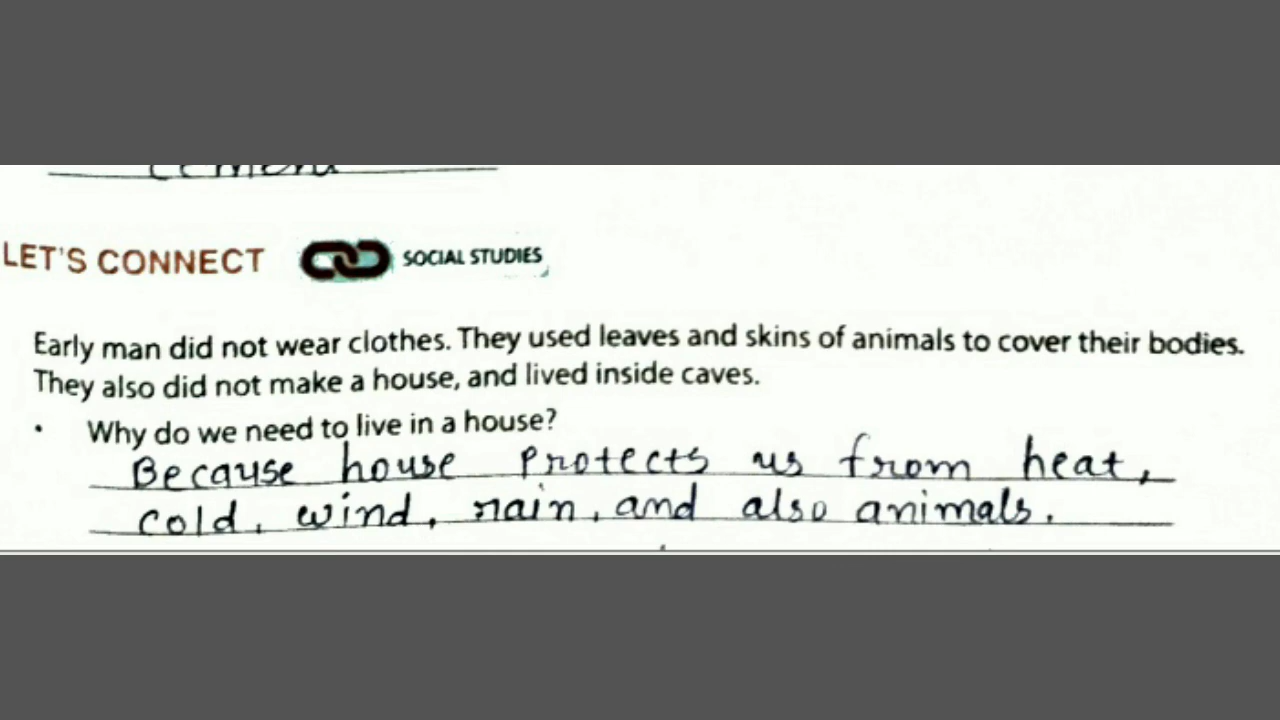 cement
LET'S CONNECT SOCIAL STUDIES
Early man did not wear clothes. They used leaves and skins of animals to cover their bodies.
They also did not make a house, and lived inside caves.
• Why do we need to live in a house?
Because house protects us from heat,
cold, wind, rain, and also animals.